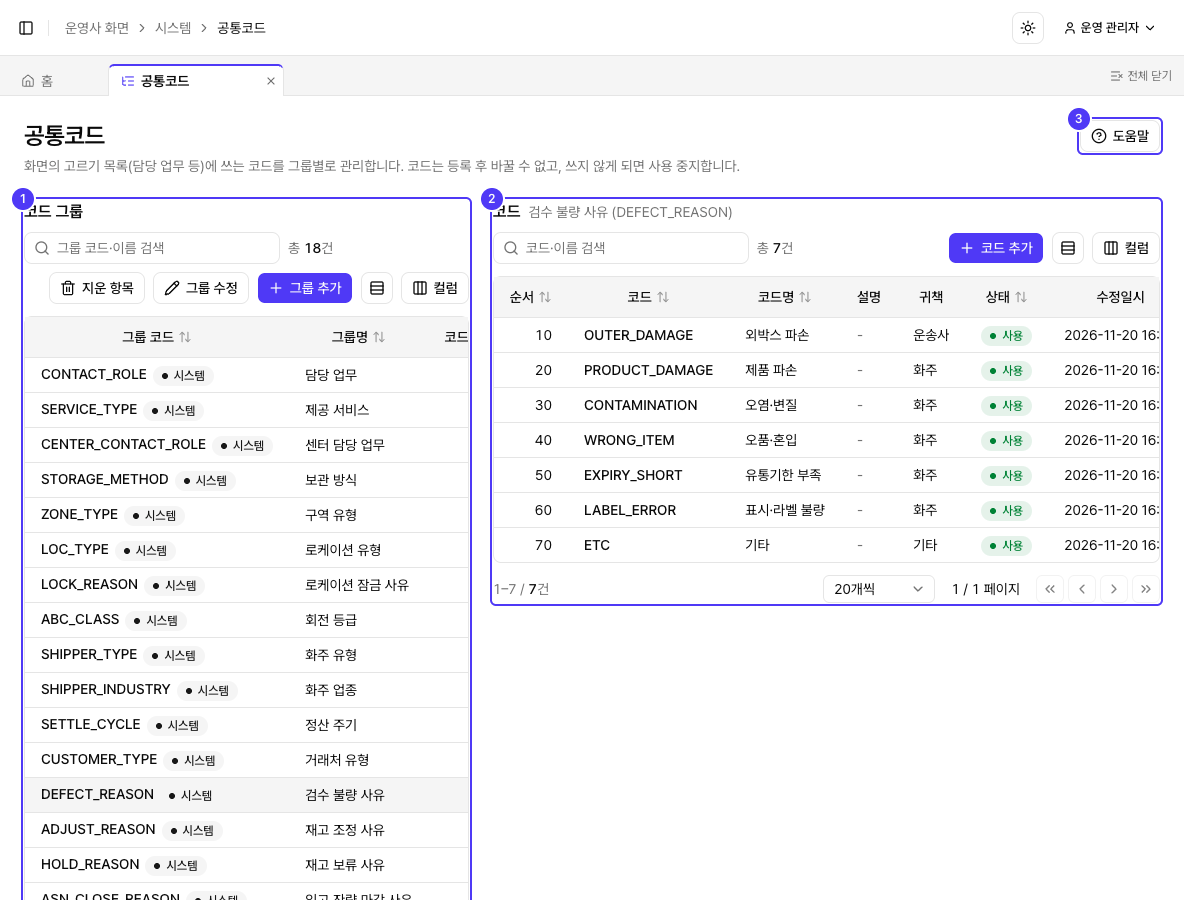 운영사 화면 > 시스템 > 공통코드
운영 관리자
홈
공통코드
전체 닫기
공통코드
3
도움말
화면의 고르기 목록(담당 업무 등)에 쓰는 코드를 그룹별로 관리합니다. 코드는 등록 후 바꿀 수 없고, 쓰지 않게 되면 사용 중지합니다.
1
코드 그룹
그룹 코드·이름 검색
총 18건
지운 항목
그룹 수정
그룹 추가
컬럼
그룹 코드 그룹명 코드
CONTACT_ROLE 시스템 담당 업무
SERVICE_TYPE 시스템 제공 서비스
CENTER_CONTACT_ROLE 시스템 센터 담당 업무
STORAGE_METHOD 시스템 보관 방식
ZONE_TYPE 시스템 구역 유형
LOC_TYPE 시스템 로케이션 유형
LOCK_REASON 시스템 로케이션 잠금 사유
ABC_CLASS 시스템 회전 등급
SHIPPER_TYPE 시스템 화주 유형
SHIPPER_INDUSTRY 시스템 화주 업종
SETTLE_CYCLE 시스템 정산 주기
CUSTOMER_TYPE 시스템 거래처 유형
DEFECT_REASON 시스템 검수 불량 사유
ADJUST_REASON 시스템 재고 조정 사유
HOLD_REASON 시스템 재고 보류 사유
ASN_CLOSE_REASON 시스템 입고 잔량 마감 사유
2
코드 검수 불량 사유 (DEFECT_REASON)
코드·이름 검색
총 7건
코드 추가
컬럼
순서 코드 코드명 설명 귀책 상태 수정일시
10 OUTER_DAMAGE 외박스 파손 - 운송사 사용 2026-11-20 16:
20 PRODUCT_DAMAGE 제품 파손 - 화주 사용 2026-11-20 16:
30 CONTAMINATION 오염·변질 - 화주 사용 2026-11-20 16:
40 WRONG_ITEM 오품·혼입 - 화주 사용 2026-11-20 16:
50 EXPIRY_SHORT 유통기한 부족 - 화주 사용 2026-11-20 16:
60 LABEL_ERROR 표시·라벨 불량 - 화주 사용 2026-11-20 16:
70 ETC 기타 - 기타 사용 2026-11-20 16:
1–7 / 7건
20개씩
1 / 1 페이지